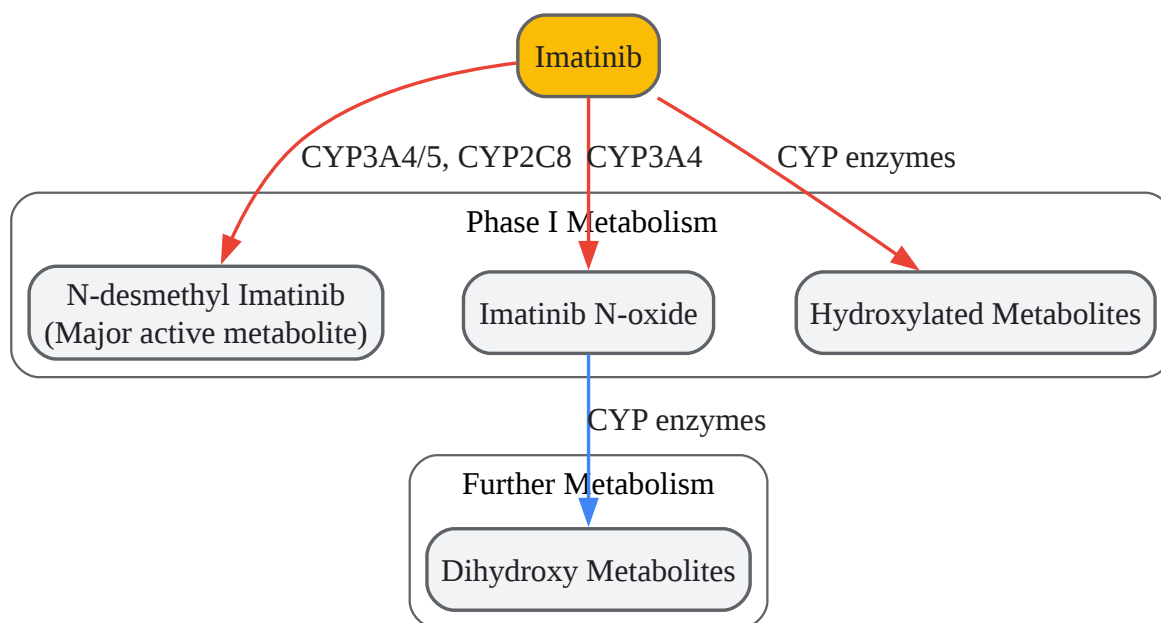 Imatinib
CYP3A4/5, CYP2C8
CYP3A4
CYP enzymes
Phase I Metabolism
N-desmethyl Imatinib
(Major active metabolite)
Imatinib N-oxide
Hydroxylated Metabolites
CYP enzymes
Further Metabolism
Dihydroxy Metabolites